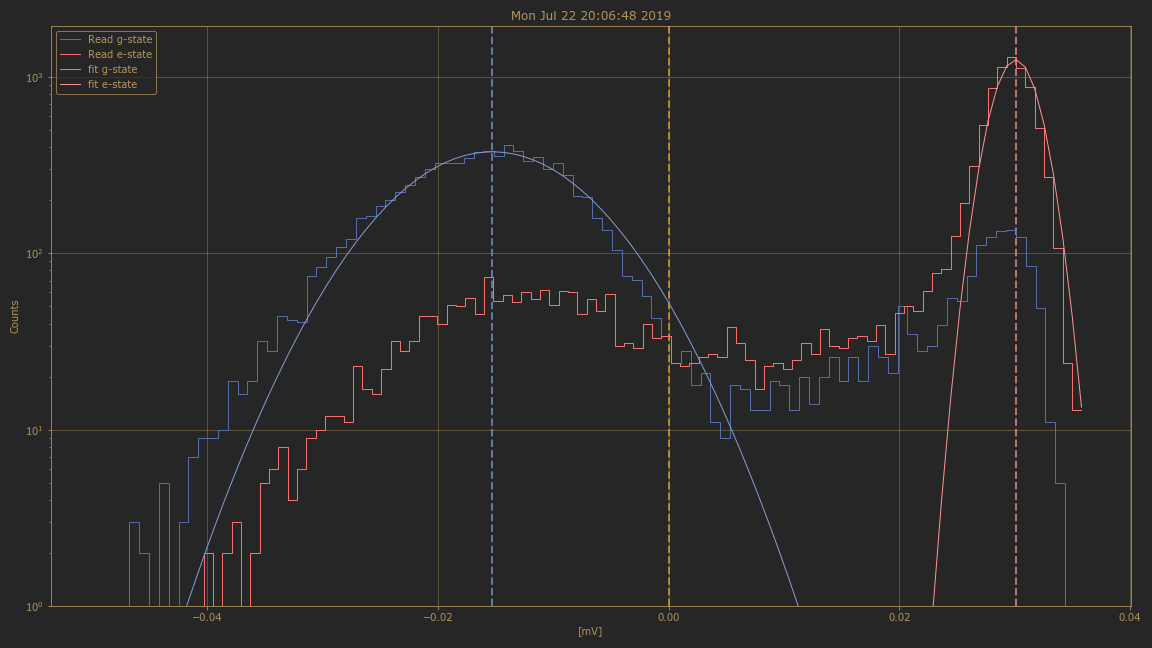 Mon Jul 22 20:06:48 2019
Read g-state
Read e-state
fit g-state
fit e-state
10³
10²
10¹
10⁰
Counts
−0.04 −0.02 0.00 0.02 0.04
[mV]